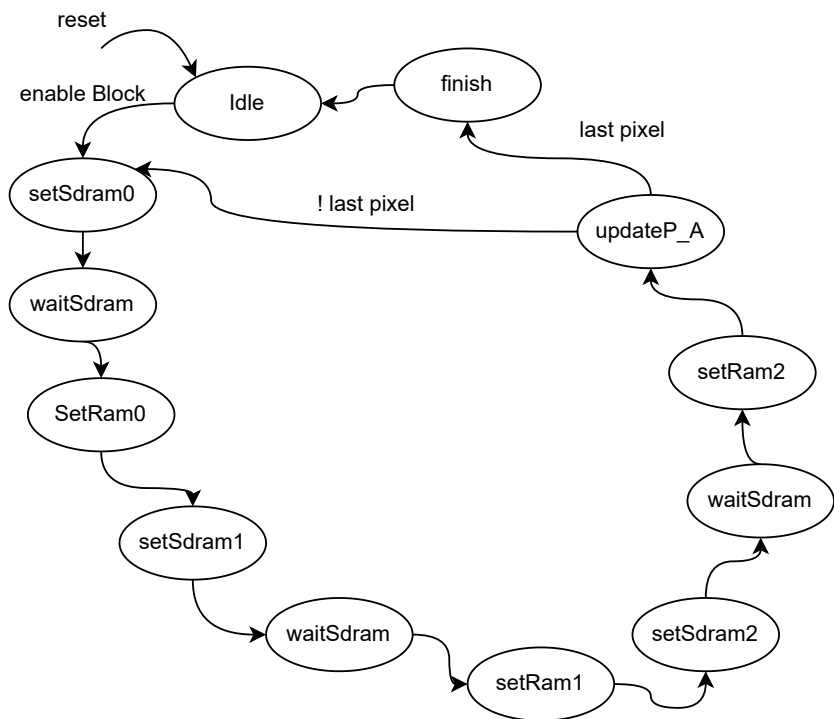 reset
enable Block
Idle
finish
last pixel
setSdram0
! last pixel
updateP_A
waitSdram
setRam2
SetRam0
waitSdram
setSdram1
waitSdram
setSdram2
setRam1